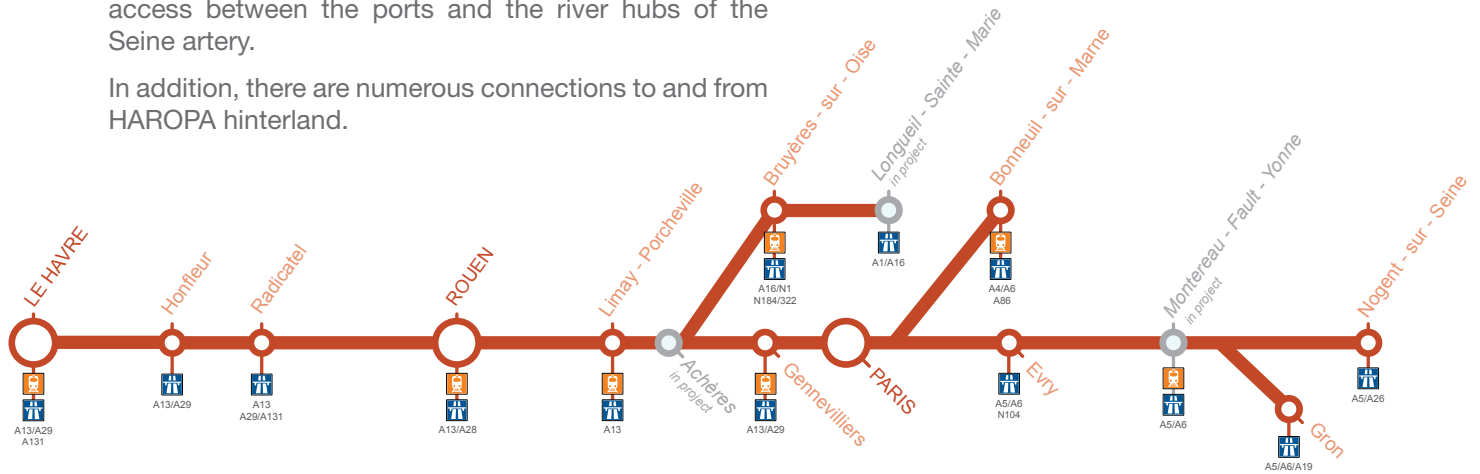 access between the ports and the river hubs of the
Seine artery.
In addition, there are numerous connections to and from
HAROPA hinterland.
LE HAVRE
A13/A29
A131
Honfleur
A13/A29
Radicatel
A13
A29/A131
ROUEN
A13/A28
Limay - Porcheville
A13
Achères
in project
Bruyères - sur - Oise
A16/N1
N184/322
Longueil - Sainte - Marie
in project
A1/A16
Gennevilliers
A13/A29
PARIS
Bonneuil - sur - Marne
A4/A6
A86
Evry
A5/A6
N104
Montereau - Fault - Yonne
in project
A5/A6
Gron
A5/A6/A19
Nogent - sur - Seine
A5/A26